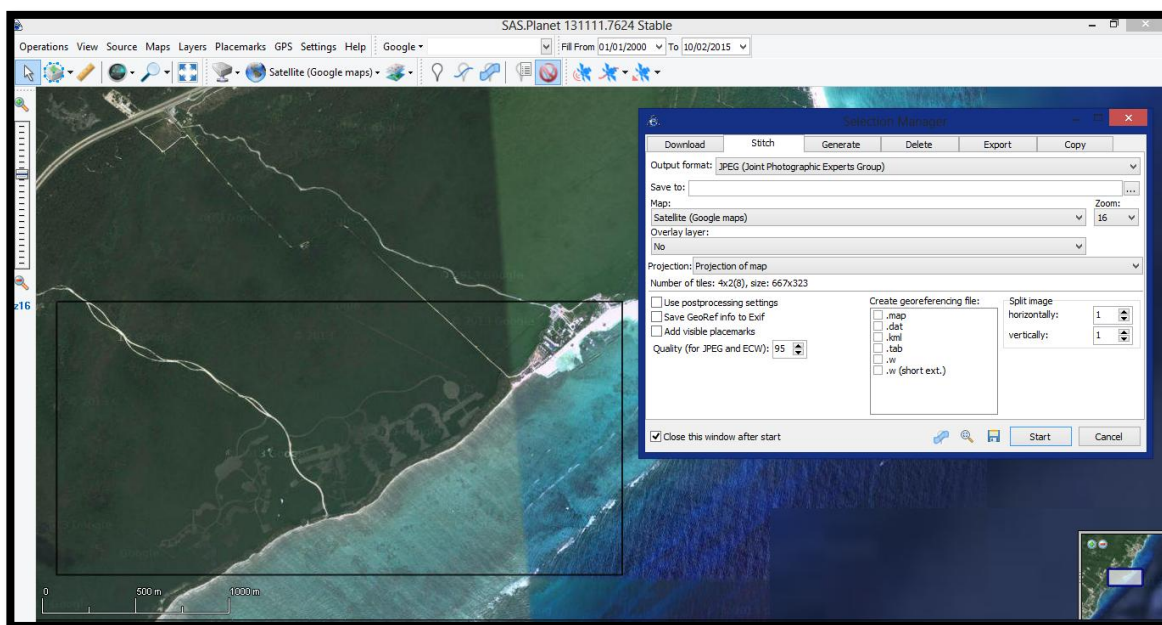 SAS.Planet 131111.7624 Stable
Operations View Source Maps Layers Placemarks GPS Settings Help Google Fill From 01/01/2000 To 10/02/2015
Satellite (Google maps)
Selection Manager
Download Stitch Generate Delete Export Copy
Output format: JPEG (Joint Photographic Experts Group)
Save to: ...
Map: Zoom:
Satellite (Google maps) 16
Overlay layer:
No
Projection: Projection of map
Number of tiles: 4x2(8), size: 667x323
Use postprocessing settings
Save GeoRef info to Exif
Add visible placemarks
Quality (for JPEG and ECW): 95
Create georeferencing file:
.map
.dat
.kml
.tab
.w
.w (short ext.)
Split image
horizontally: 1
vertically: 1
Close this window after start Start Cancel
z16
0 500 m 1000 m